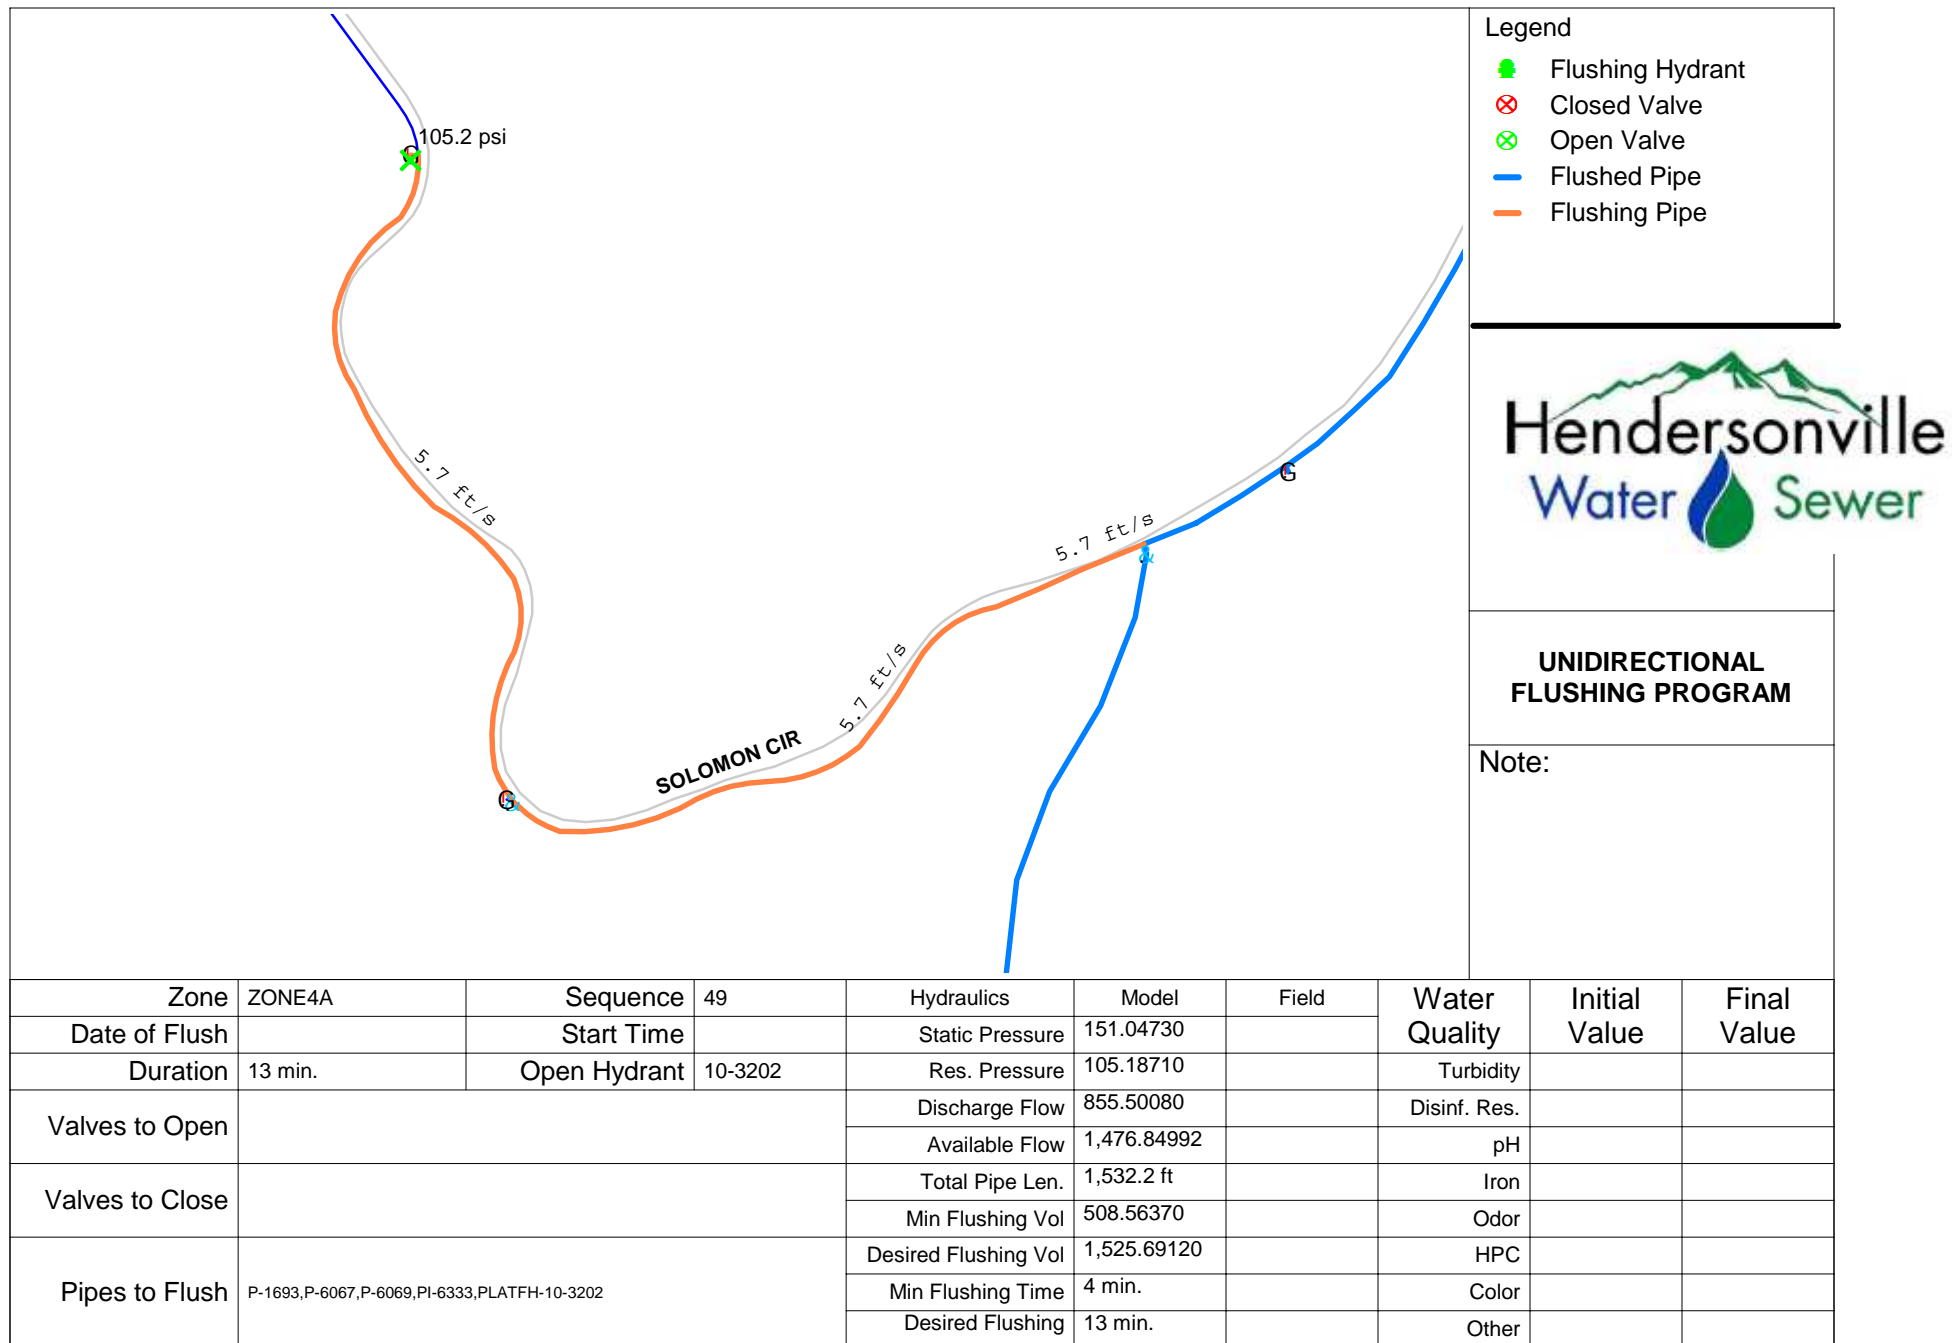 Legend
Flushing Hydrant
Closed Valve
Open Valve
Flushed Pipe
Flushing Pipe
105.2 psi
G
5.7 ft/s
G
5.7 ft/s
5.7 ft/s
SOLOMON CIR
G
Hendersonville
Water Sewer
UNIDIRECTIONAL
FLUSHING PROGRAM
Note:
Zone ZONE4A Sequence 49 Hydraulics Model Field Water Quality Initial Value Final Value
Date of Flush Start Time Static Pressure 151.04730
Duration 13 min. Open Hydrant 10-3202 Res. Pressure 105.18710 Turbidity
Valves to Open Discharge Flow 855.50080 Disinf. Res.
Available Flow 1,476.84992 pH
Valves to Close Total Pipe Len. 1,532.2 ft Iron
Min Flushing Vol 508.56370 Odor
Pipes to Flush P-1693,P-6067,P-6069,PI-6333,PLATFH-10-3202 Desired Flushing Vol 1,525.69120 HPC
Min Flushing Time 4 min. Color
Desired Flushing 13 min. Other